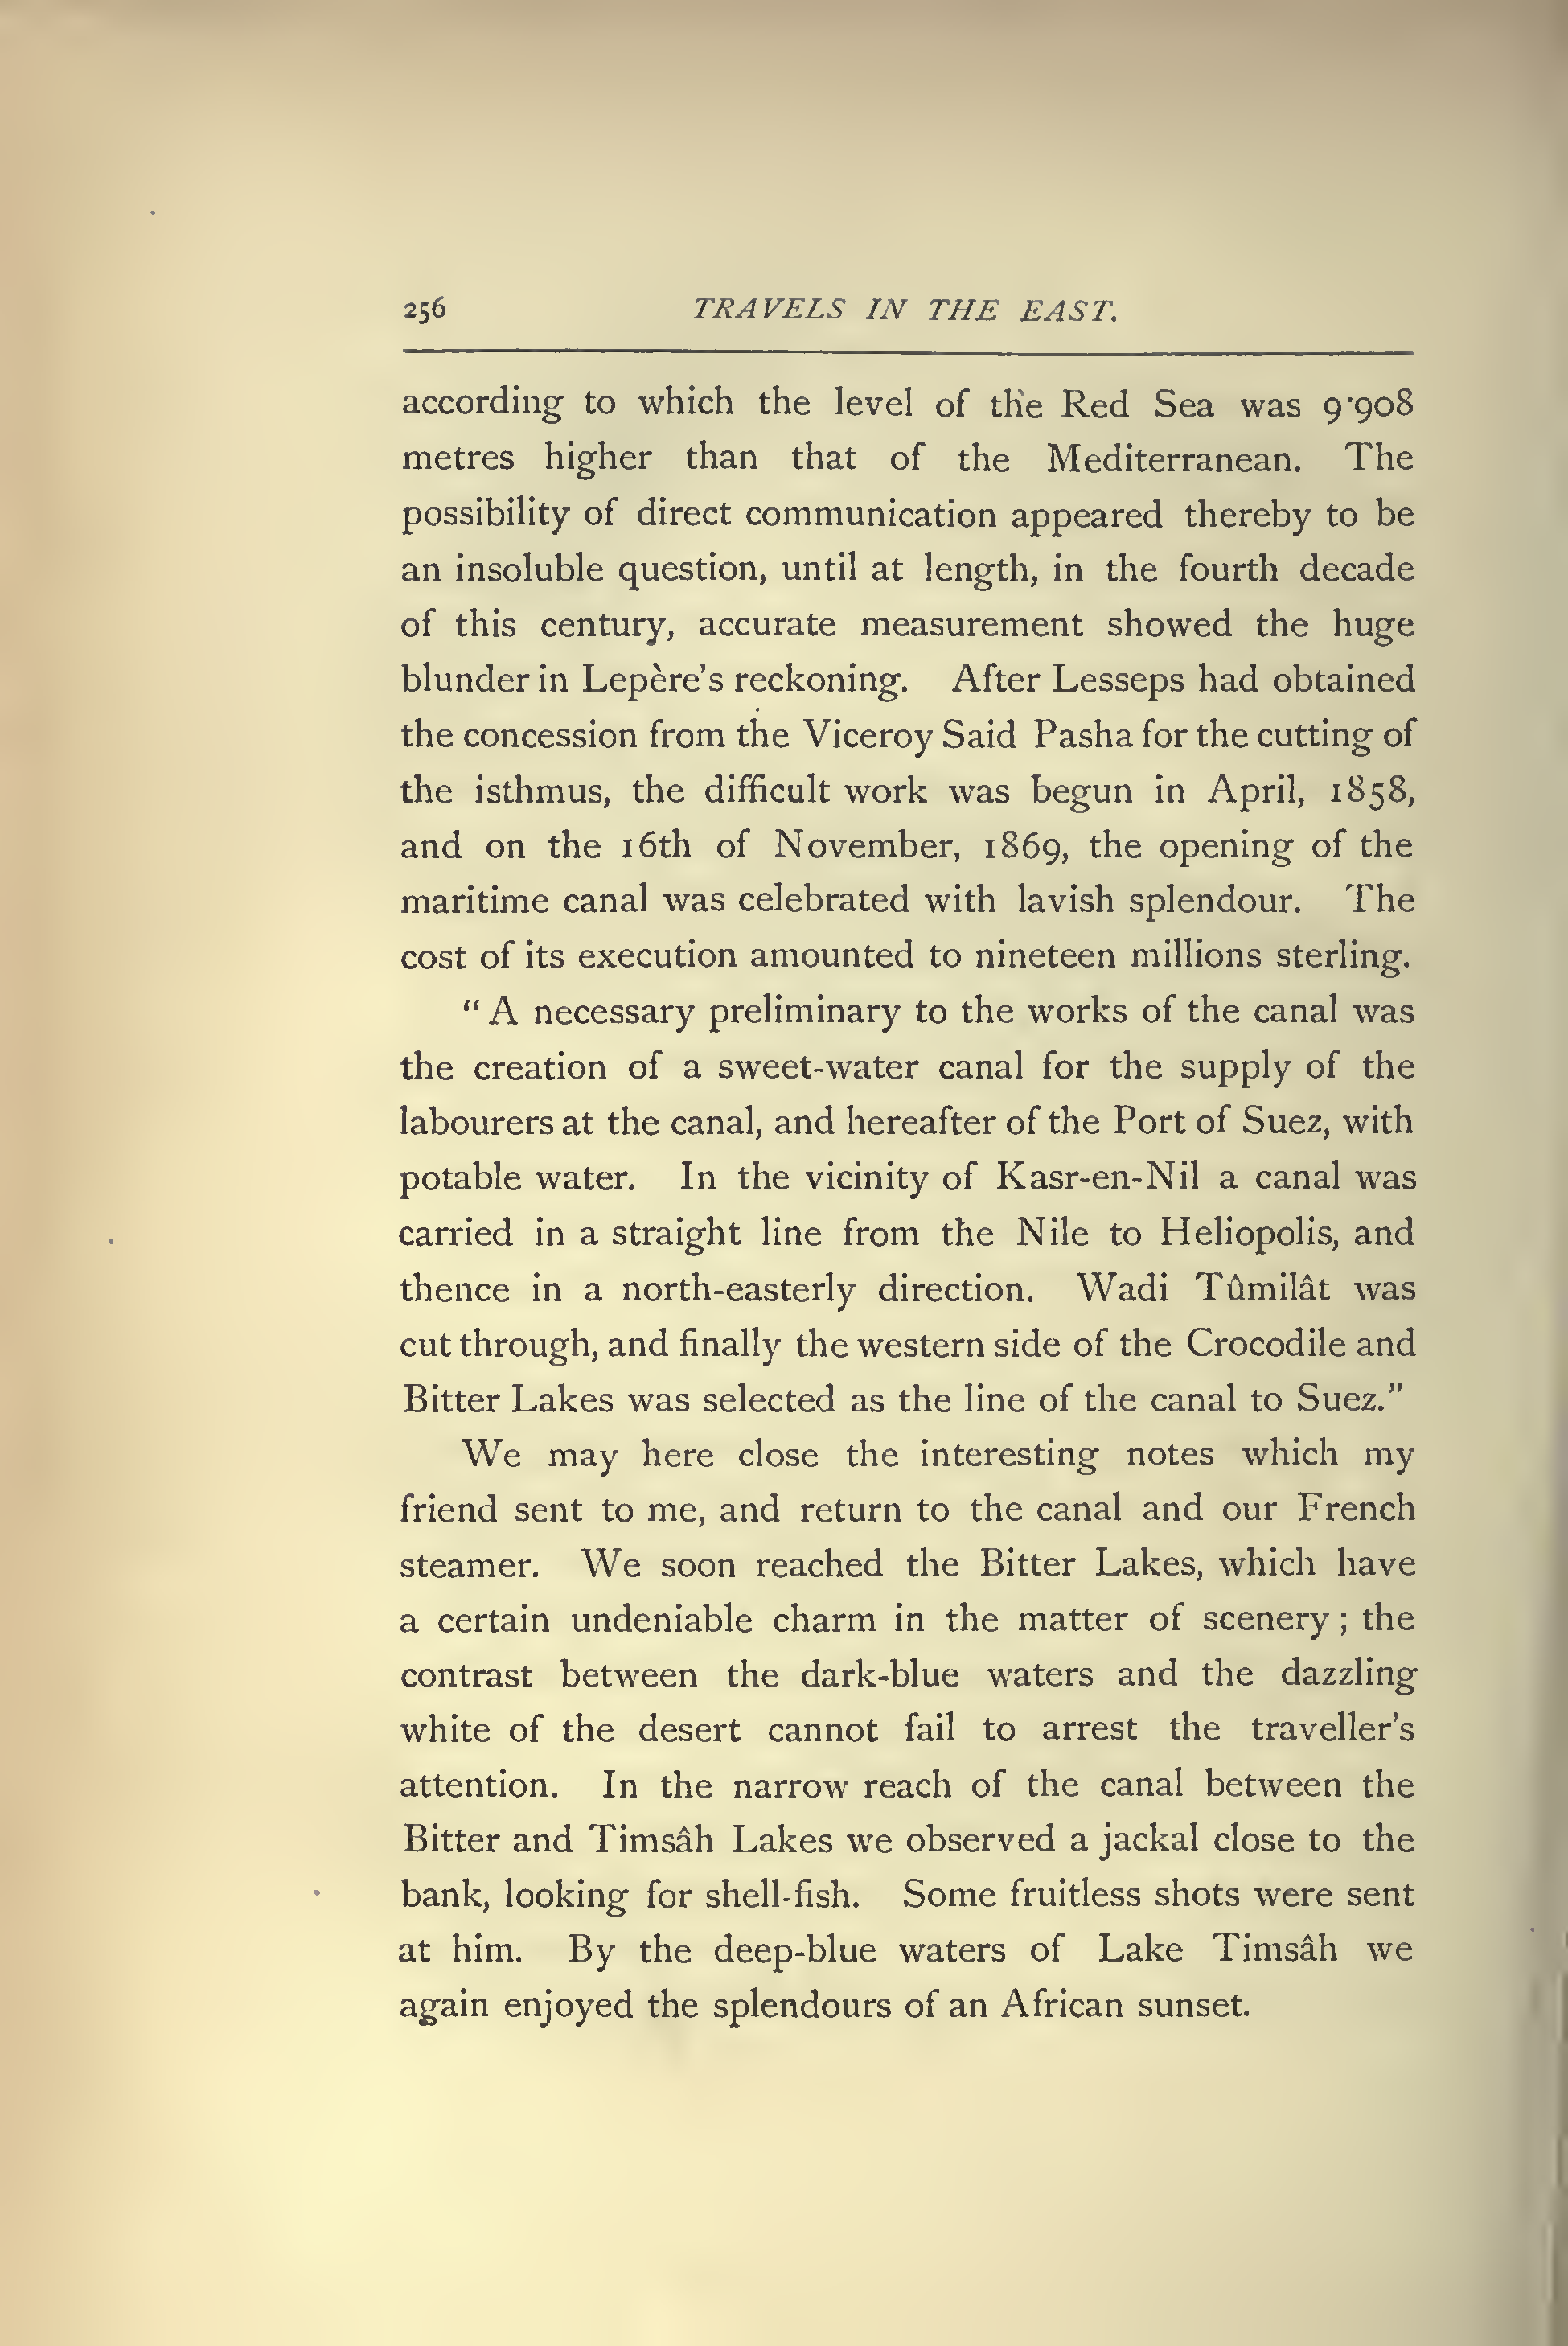 256 TRAVELS IN THE EAST.
according to which the level of the Red Sea was 9·908
metres higher than that of the Mediterranean. The
possibility of direct communication appeared thereby to be
an insoluble question, until at length, in the fourth decade
of this century, accurate measurement showed the huge
blunder in Lepère's reckoning. After Lesseps had obtained
the concession from the Viceroy Said Pasha for the cutting of
the isthmus, the difficult work was begun in April, 1858,
and on the 16th of November, 1869, the opening of the
maritime canal was celebrated with lavish splendour. The
cost of its execution amounted to nineteen millions sterling.
“ A necessary preliminary to the works of the canal was
the creation of a sweet-water canal for the supply of the
labourers at the canal, and hereafter of the Port of Suez, with
potable water. In the vicinity of Kasr-en-Nil a canal was
carried in a straight line from the Nile to Heliopolis, and
thence in a north-easterly direction. Wadi Tûmilât was
cut through, and finally the western side of the Crocodile and
Bitter Lakes was selected as the line of the canal to Suez.”
We may here close the interesting notes which my
friend sent to me, and return to the canal and our French
steamer. We soon reached the Bitter Lakes, which have
a certain undeniable charm in the matter of scenery ; the
contrast between the dark-blue waters and the dazzling
white of the desert cannot fail to arrest the traveller's
attention. In the narrow reach of the canal between the
Bitter and Timsâh Lakes we observed a jackal close to the
bank, looking for shell-fish. Some fruitless shots were sent
at him. By the deep-blue waters of Lake Timsâh we
again enjoyed the splendours of an African sunset.